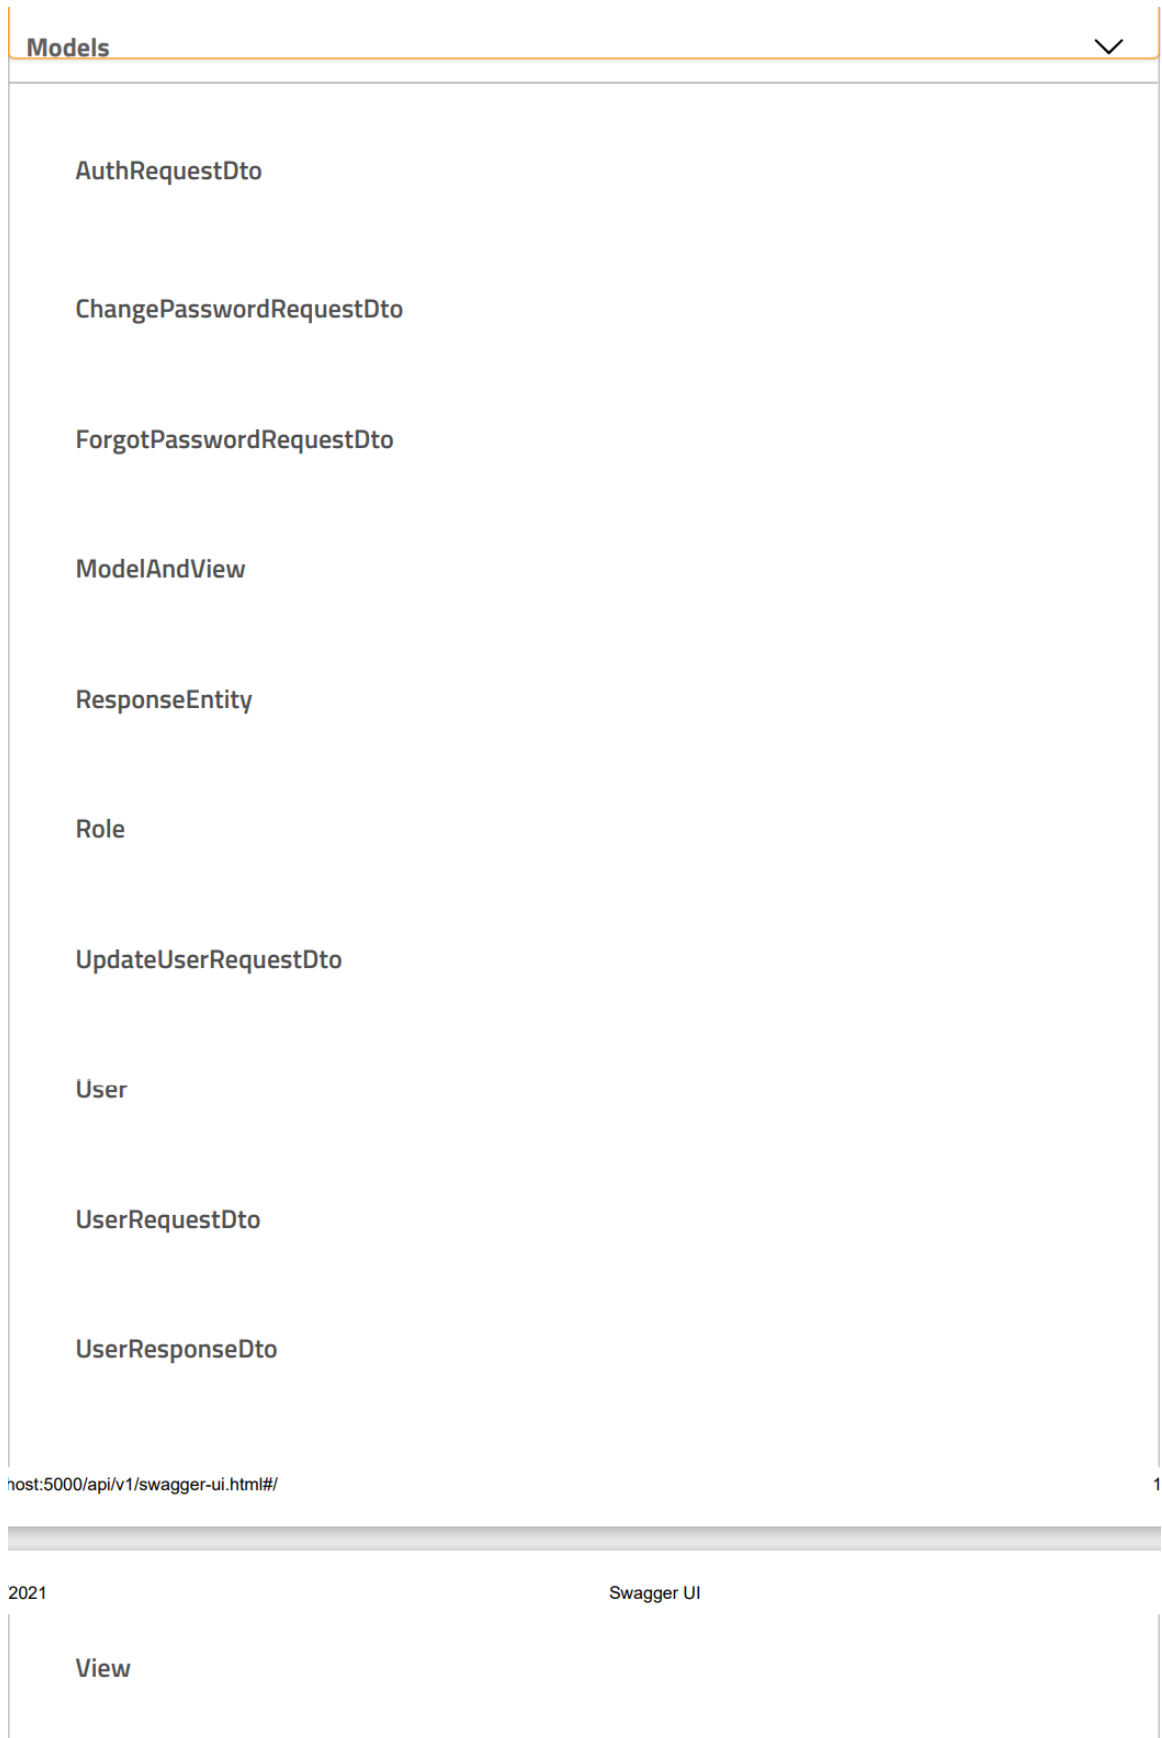 Models
AuthRequestDto
ChangePasswordRequestDto
ForgotPasswordRequestDto
ModelAndView
ResponseEntity
Role
UpdateUserRequestDto
User
UserRequestDto
UserResponseDto
host:5000/api/v1/swagger-ui.html#/ 1
2021 Swagger UI
View